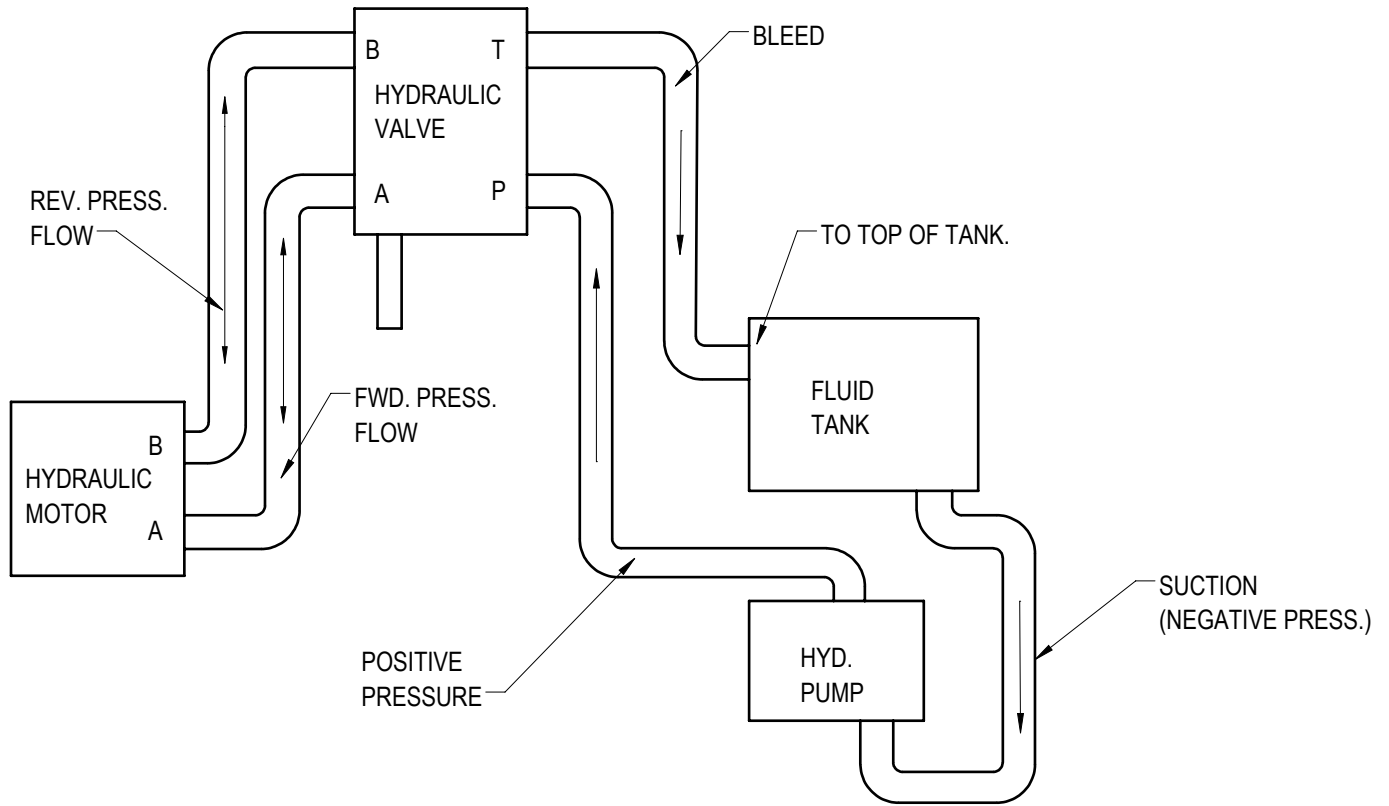 B
T
BLEED
HYDRAULIC
VALVE
A
P
REV. PRESS.
FLOW
TO TOP OF TANK.
FWD. PRESS.
FLOW
FLUID
TANK
B
HYDRAULIC
MOTOR
A
SUCTION
(NEGATIVE PRESS.)
POSITIVE
PRESSURE
HYD.
PUMP